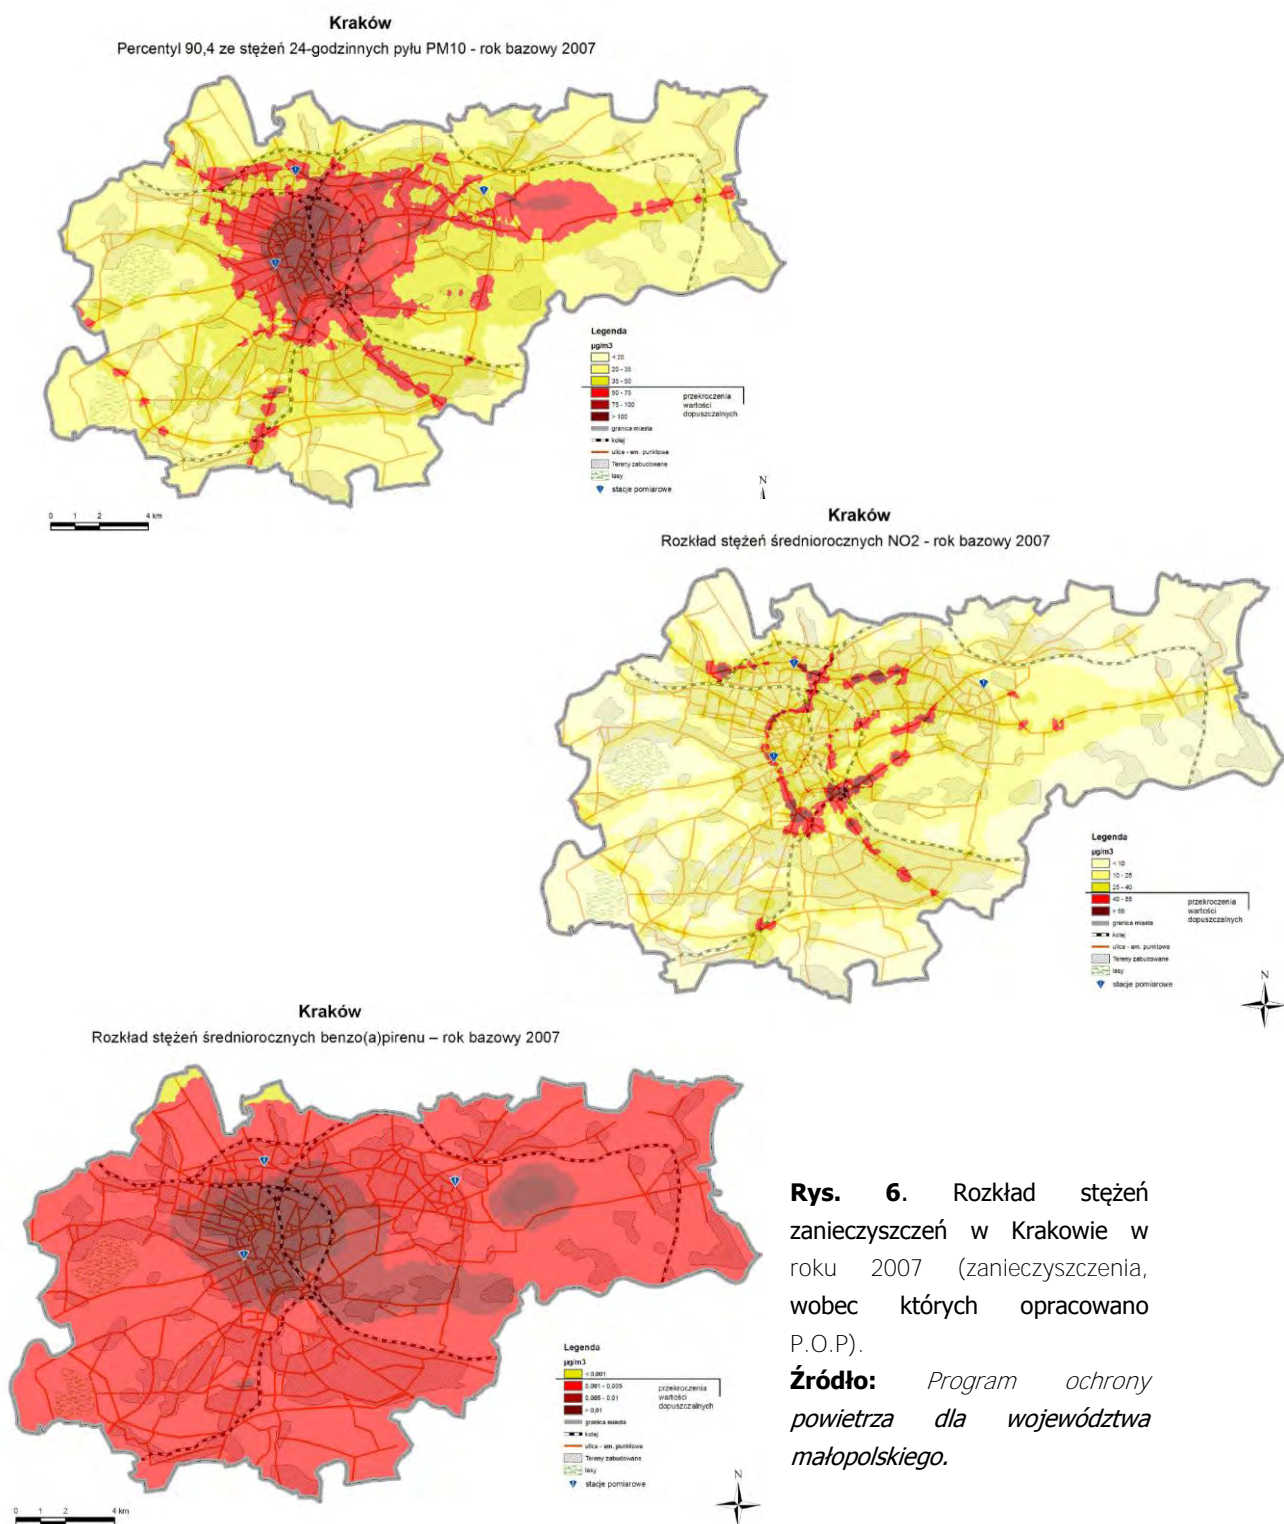 Kraków
Percentyl 90,4 ze stężeń 24-godzinnych pyłu PM10 - rok bazowy 2007
Legenda
µg/m3
< 20
20 - 35
35 - 50
50 - 75
75 - 100
> 100
przekroczenia
wartości
dopuszczalnych
granica miasta
kolej
ulice - em. punktowe
Tereny zabudowane
lasy
stacje pomiarowe
N
0 1 2 4 km
Kraków
Rozkład stężeń średniorocznych NO2 - rok bazowy 2007
Legenda
µg/m3
< 10
10 - 25
25 - 40
40 - 55
> 55
przekroczenia
wartości
dopuszczalnych
granica miasta
kolej
ulice - em. punktowe
Tereny zabudowane
lasy
stacje pomiarowe
N
Kraków
Rozkład stężeń średniorocznych benzo(a)pirenu – rok bazowy 2007
Legenda
µg/m3
< 0,001
0,001 - 0,005
0,005 - 0,01
> 0,01
przekroczenia
wartości
dopuszczalnych
granica miasta
kolej
ulice - em. punktowe
Tereny zabudowane
lasy
stacje pomiarowe
N
0 1 2 4 km
Rys. 6. Rozkład stężeń
zanieczyszczeń w Krakowie w
roku 2007 (zanieczyszczenia,
wobec których opracowano
P.O.P).
Źródło: Program ochrony
powietrza dla województwa
małopolskiego.